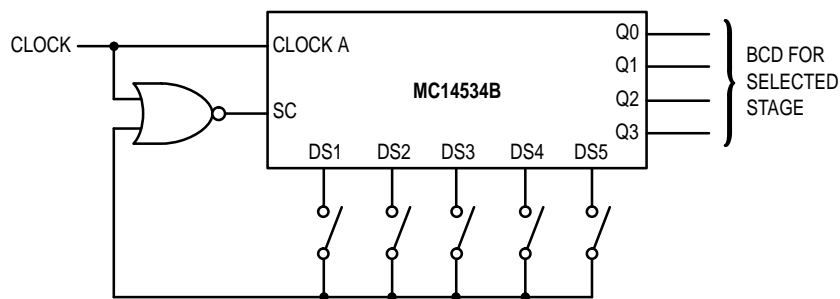 CLOCK
CLOCK A
SC
MC14534B
Q0
Q1
Q2
Q3
BCD FOR
SELECTED
STAGE
DS1 DS2 DS3 DS4 DS5